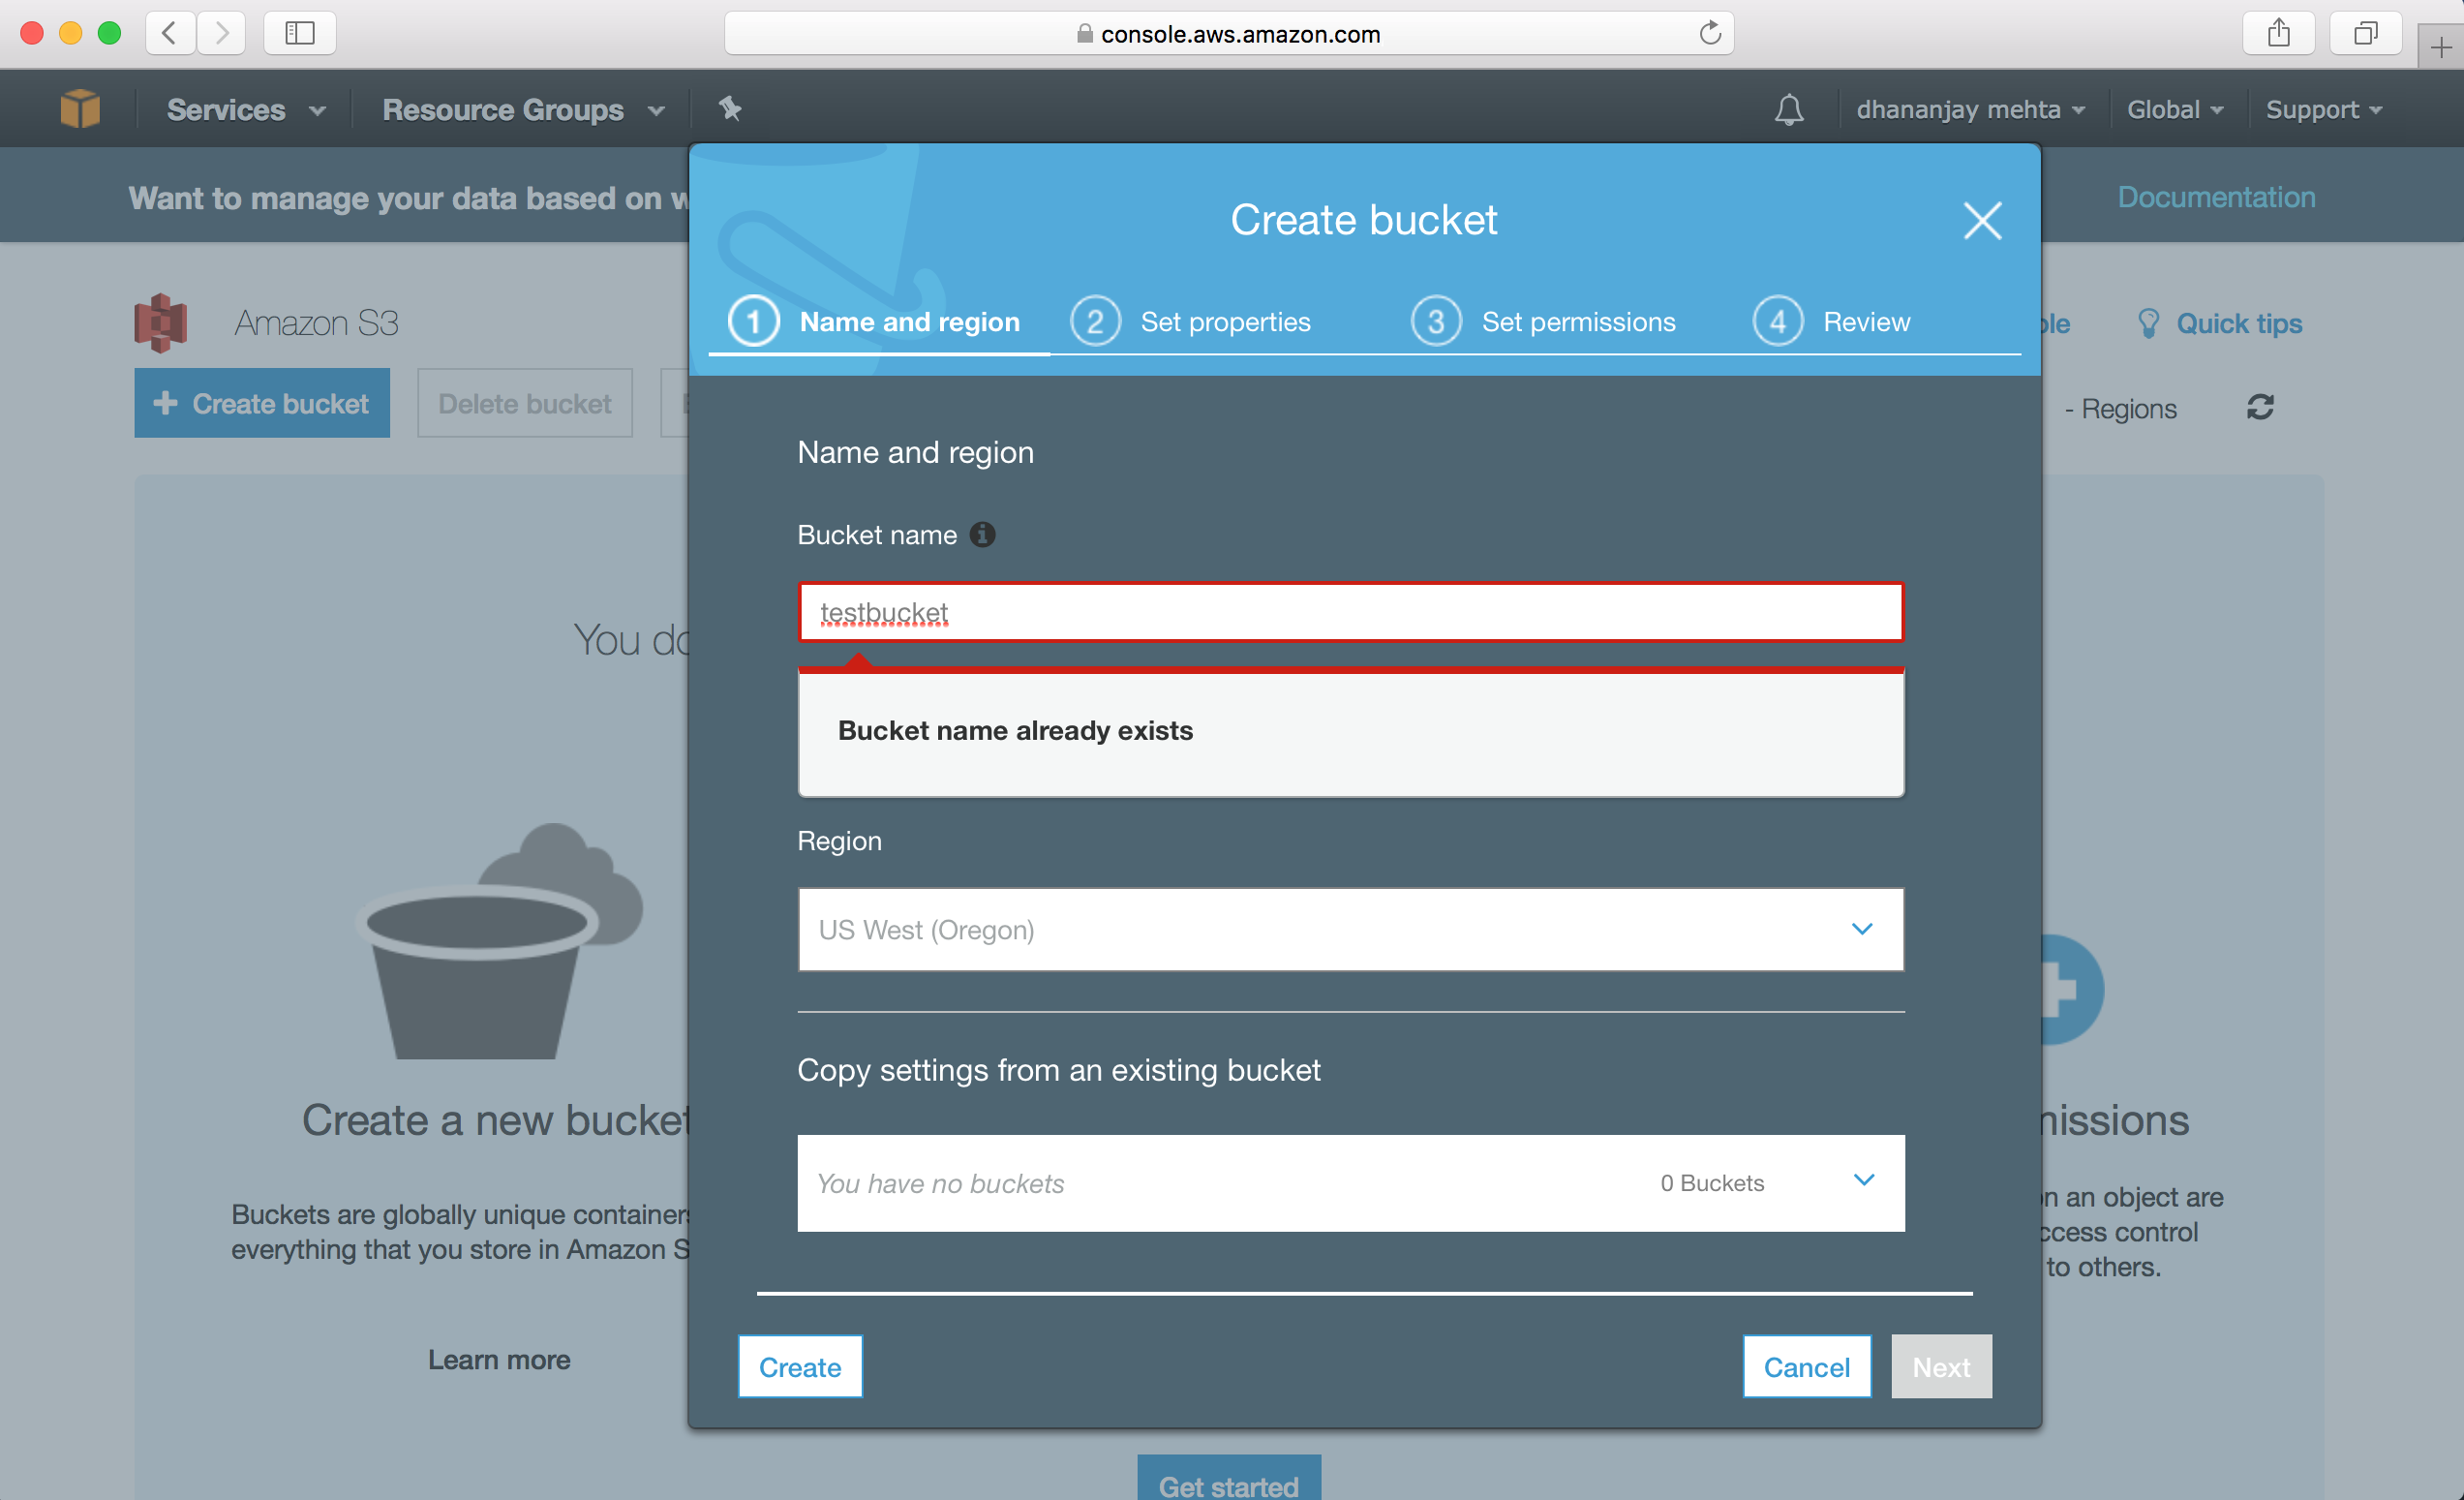 console.aws.amazon.com
Services
Resource Groups
dhananjay mehta
Global
Support
Want to manage your data based on
Documentation
Create bucket
1 Name and region
2 Set properties
3 Set permissions
4 Review
Amazon S3
Quick tips
Create bucket
Delete bucket
- Regions
Name and region
Bucket name
testbucket
Bucket name already exists
Region
US West (Oregon)
Copy settings from an existing bucket
You have no buckets
0 Buckets
Create
Cancel
Next
You do
Create a new bucket
Buckets are globally unique containers
everything that you store in Amazon S
Learn more
missions
on an object are
access control
to others.
Get started